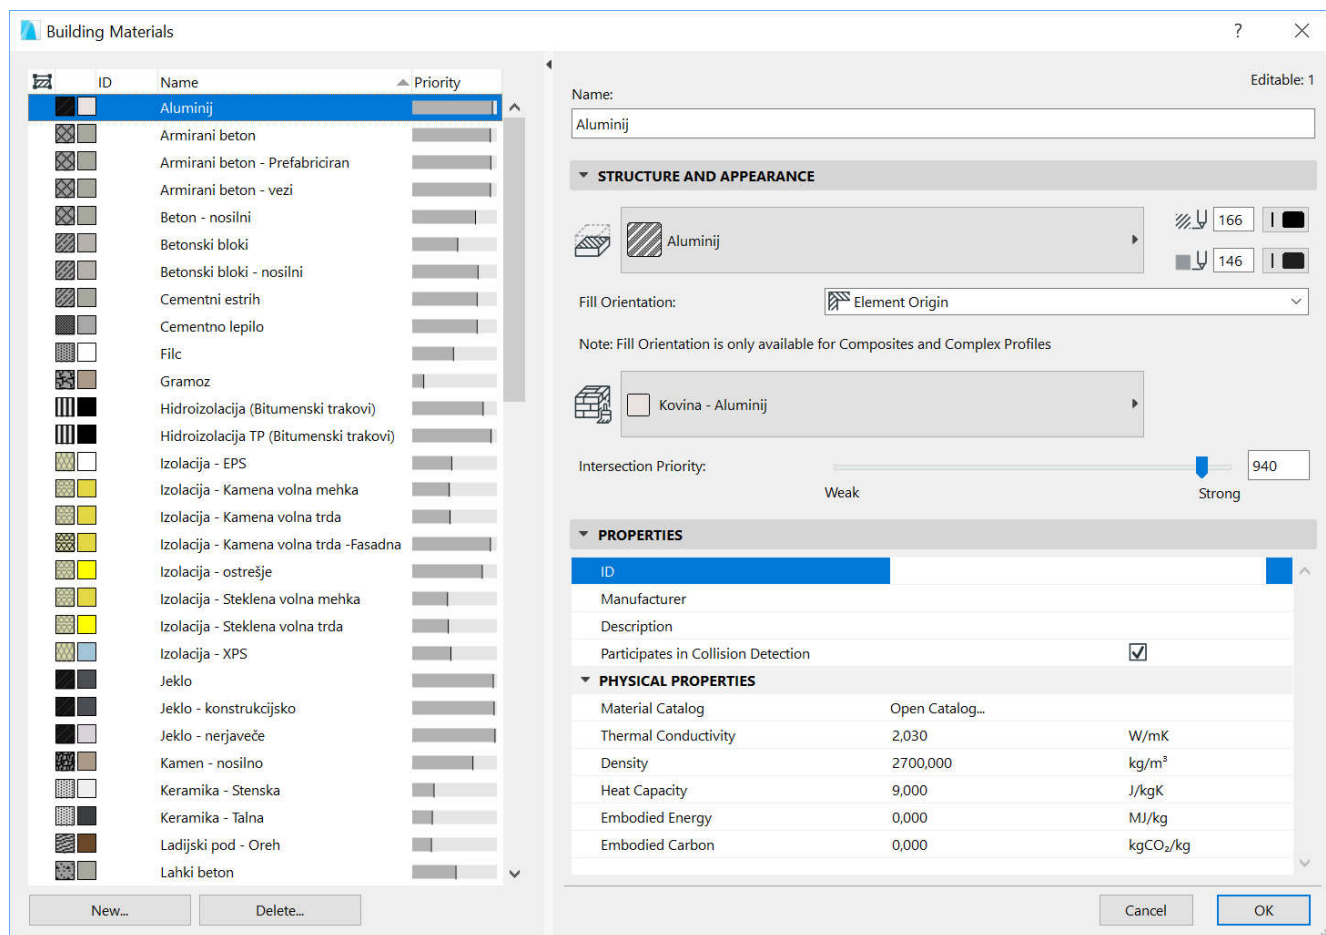 Building Materials
?
ID Name Priority
Aluminij
Armirani beton
Armirani beton - Prefabriciran
Armirani beton - vezi
Beton - nosilni
Betonski bloki
Betonski bloki - nosilni
Cementni estrih
Cementno lepilo
Filc
Gramoz
Hidroizolacija (Bitumenski trakovi)
Hidroizolacija TP (Bitumenski trakovi)
Izolacija - EPS
Izolacija - Kamena volna mehka
Izolacija - Kamena volna trda
Izolacija - Kamena volna trda -Fasadna
Izolacija - ostrešje
Izolacija - Steklena volna mehka
Izolacija - Steklena volna trda
Izolacija - XPS
Jeklo
Jeklo - konstrukcijsko
Jeklo - nerjaveče
Kamen - nosilno
Keramika - Stenska
Keramika - Talna
Ladijski pod - Oreh
Lahki beton
New...
Delete...
Editable: 1
Name:
Aluminij
STRUCTURE AND APPEARANCE
Aluminij
166
146
Fill Orientation: Element Origin
Note: Fill Orientation is only available for Composites and Complex Profiles
Kovina - Aluminij
Intersection Priority: 940
Weak Strong
PROPERTIES
ID
Manufacturer
Description
Participates in Collision Detection
PHYSICAL PROPERTIES
Material Catalog Open Catalog...
Thermal Conductivity 2,030 W/mK
Density 2700,000 kg/m³
Heat Capacity 9,000 J/kgK
Embodied Energy 0,000 MJ/kg
Embodied Carbon 0,000 kgCO₂/kg
Cancel
OK